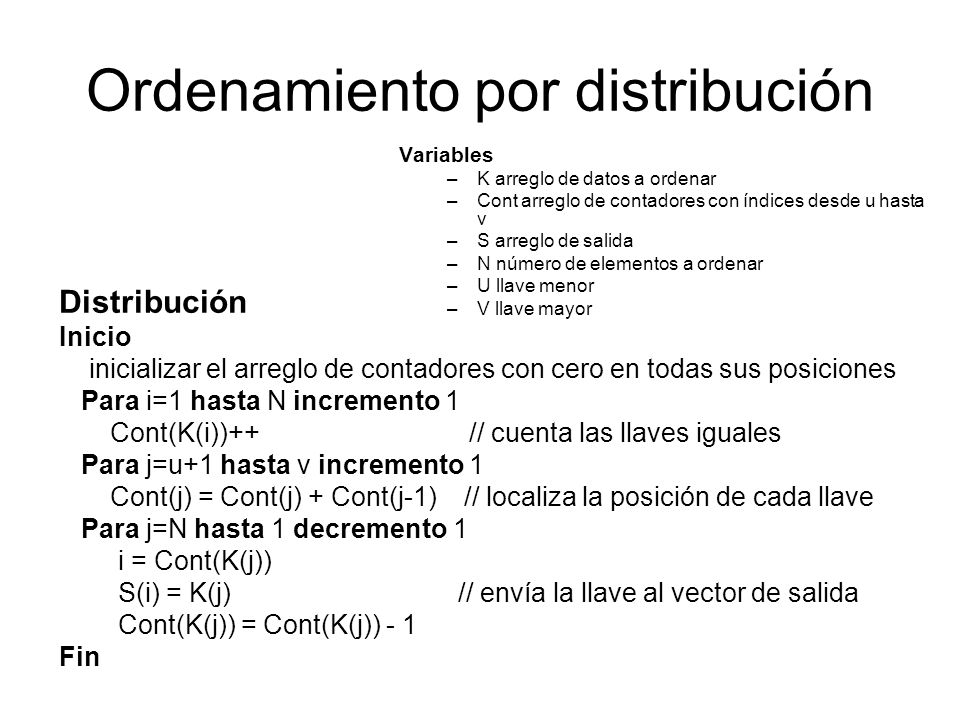 Ordenamiento por distribución
Variables
– K arreglo de datos a ordenar
– Cont arreglo de contadores con índices desde u hasta
v
– S arreglo de salida
– N número de elementos a ordenar
– U llave menor
– V llave mayor
Distribución
Inicio
inicializar el arreglo de contadores con cero en todas sus posiciones
Para i=1 hasta N incremento 1
Cont(K(i))++ // cuenta las llaves iguales
Para j=u+1 hasta v incremento 1
Cont(j) = Cont(j) + Cont(j-1) // localiza la posición de cada llave
Para j=N hasta 1 decremento 1
i = Cont(K(j))
S(i) = K(j) // envía la llave al vector de salida
Cont(K(j)) = Cont(K(j)) - 1
Fin